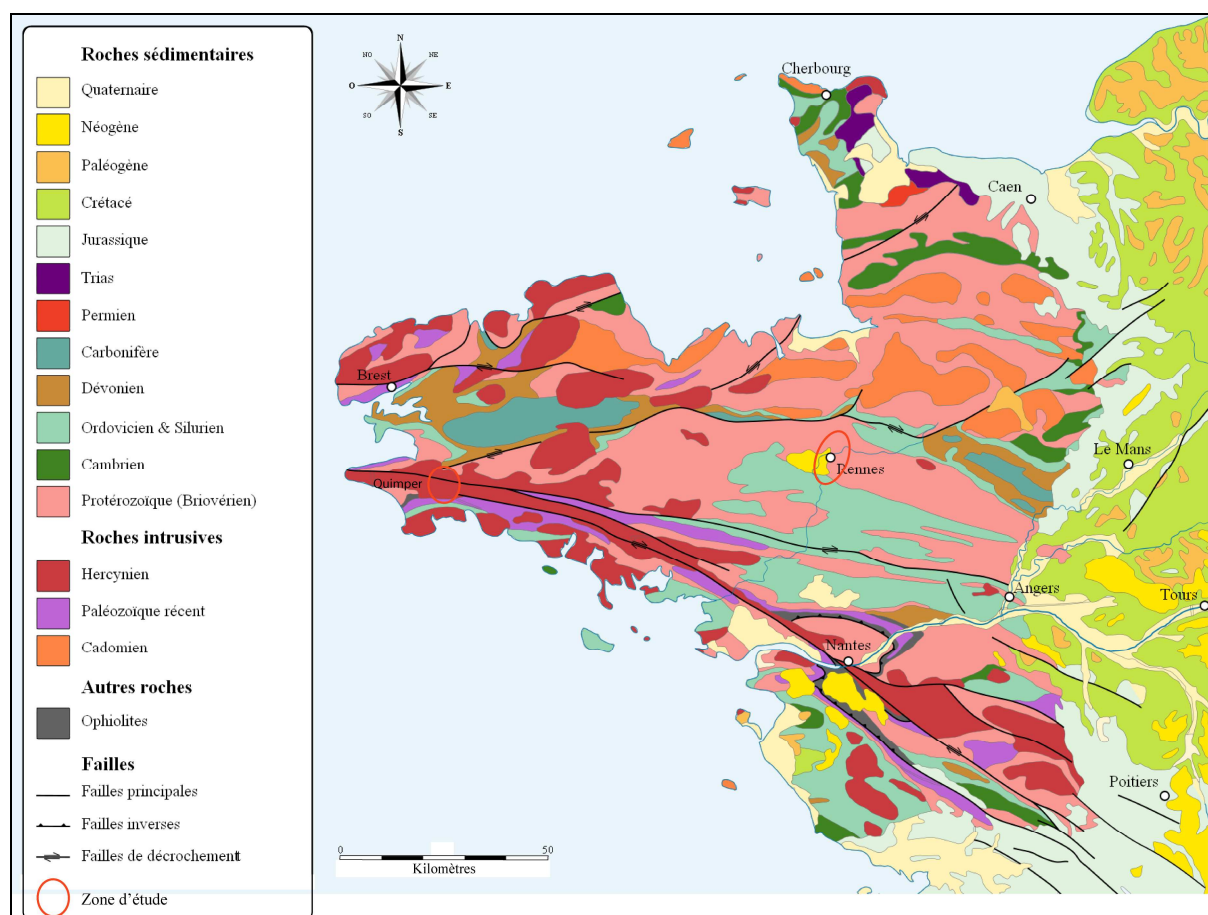 Roches sédimentaires
Quaternaire
Néogène
Paléogène
Crétacé
Jurassique
Trias
Permien
Carbonifère
Dévonien
Ordovicien & Silurien
Cambrien
Protérozoïque (Briovérien)
Roches intrusives
Hercynien
Paléozoïque récent
Cadomien
Autres roches
Ophiolites
Failles
Failles principales
Failles inverses
Failles de décrochement
Zone d'étude
N
NO
NE
O
E
SO
SE
S
Cherbourg
Caen
Brest
Rennes
Le Mans
Quimper
Angers
Tours
Nantes
Poitiers
0
50
Kilomètres